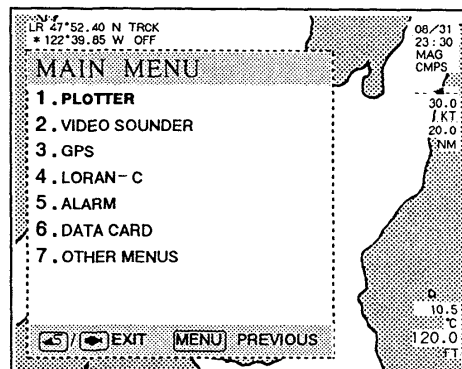 LR 47°52.40 N TRCK
* 122°39.85 W OFF
MAIN MENU
1. PLOTTER
2. VIDEO SOUNDER
3. GPS
4. LORAN-C
5. ALARM
6. DATA CARD
7. OTHER MENUS
EXIT MENU PREVIOUS
08/31
23:30
MAG
CMPS
30.0
KT
20.0
NM
10.5
°C
120.0
FT